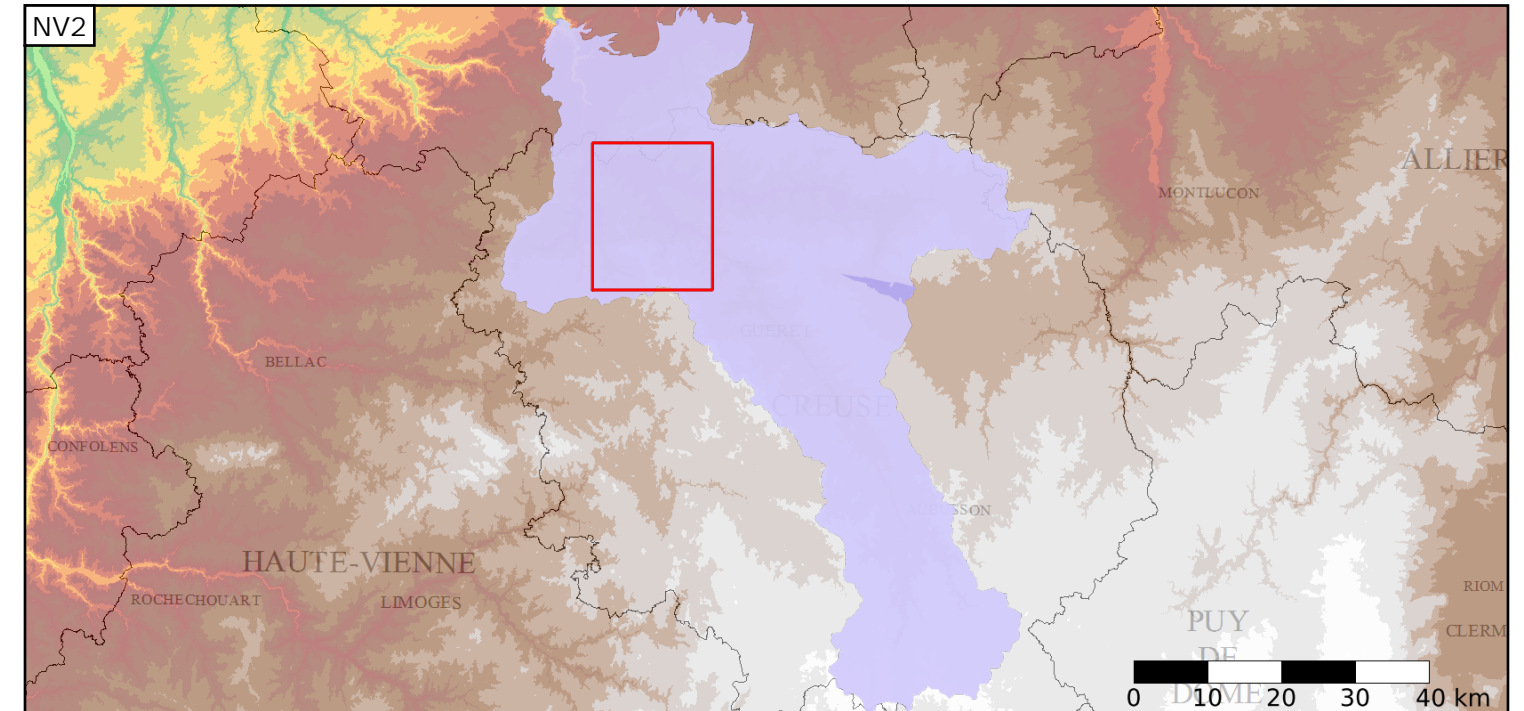 NV2
ALLIER
MONTLUCON
GUERET
BELLAC
CREUSE
CONFOLENS
AUBUSSON
HAUTE-VIENNE
ROCHECHOUART
LIMOGES
RIOM
PUY
DE
DOME
CLERM
0 10 20 30 40 km